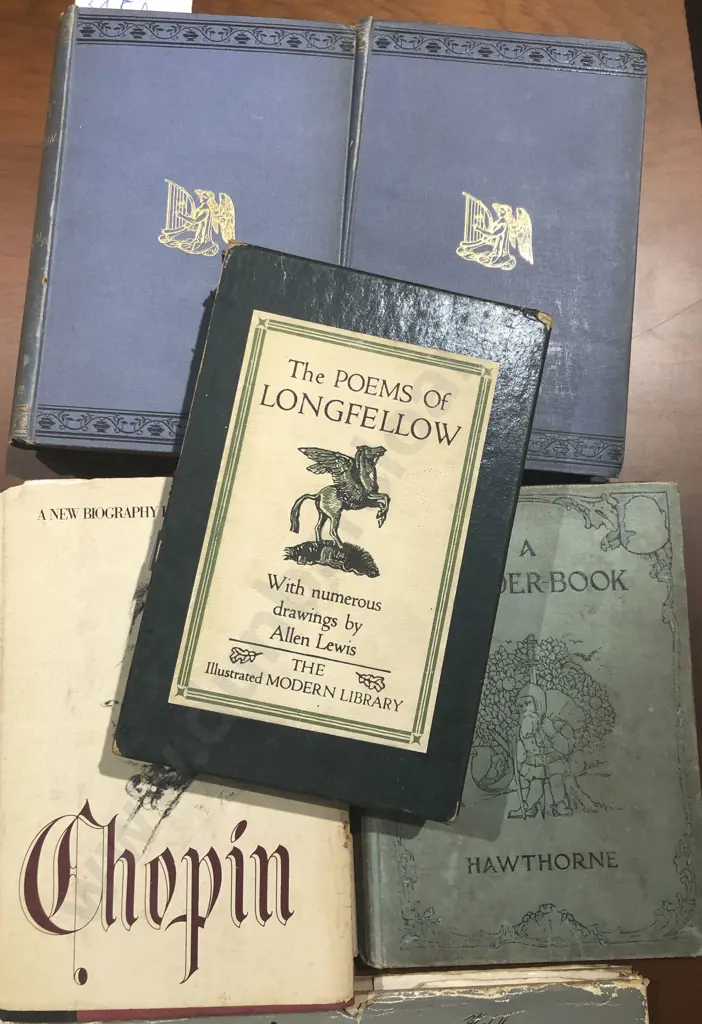 The POEMS OF
LONGFELLOW
With numerous
drawings by
Allen Lewis
THE
Illustrated MODERN LIBRARY
A NEW BIOGRAPHY
Chopin
A
DER-BOOK
HAWTHORNE